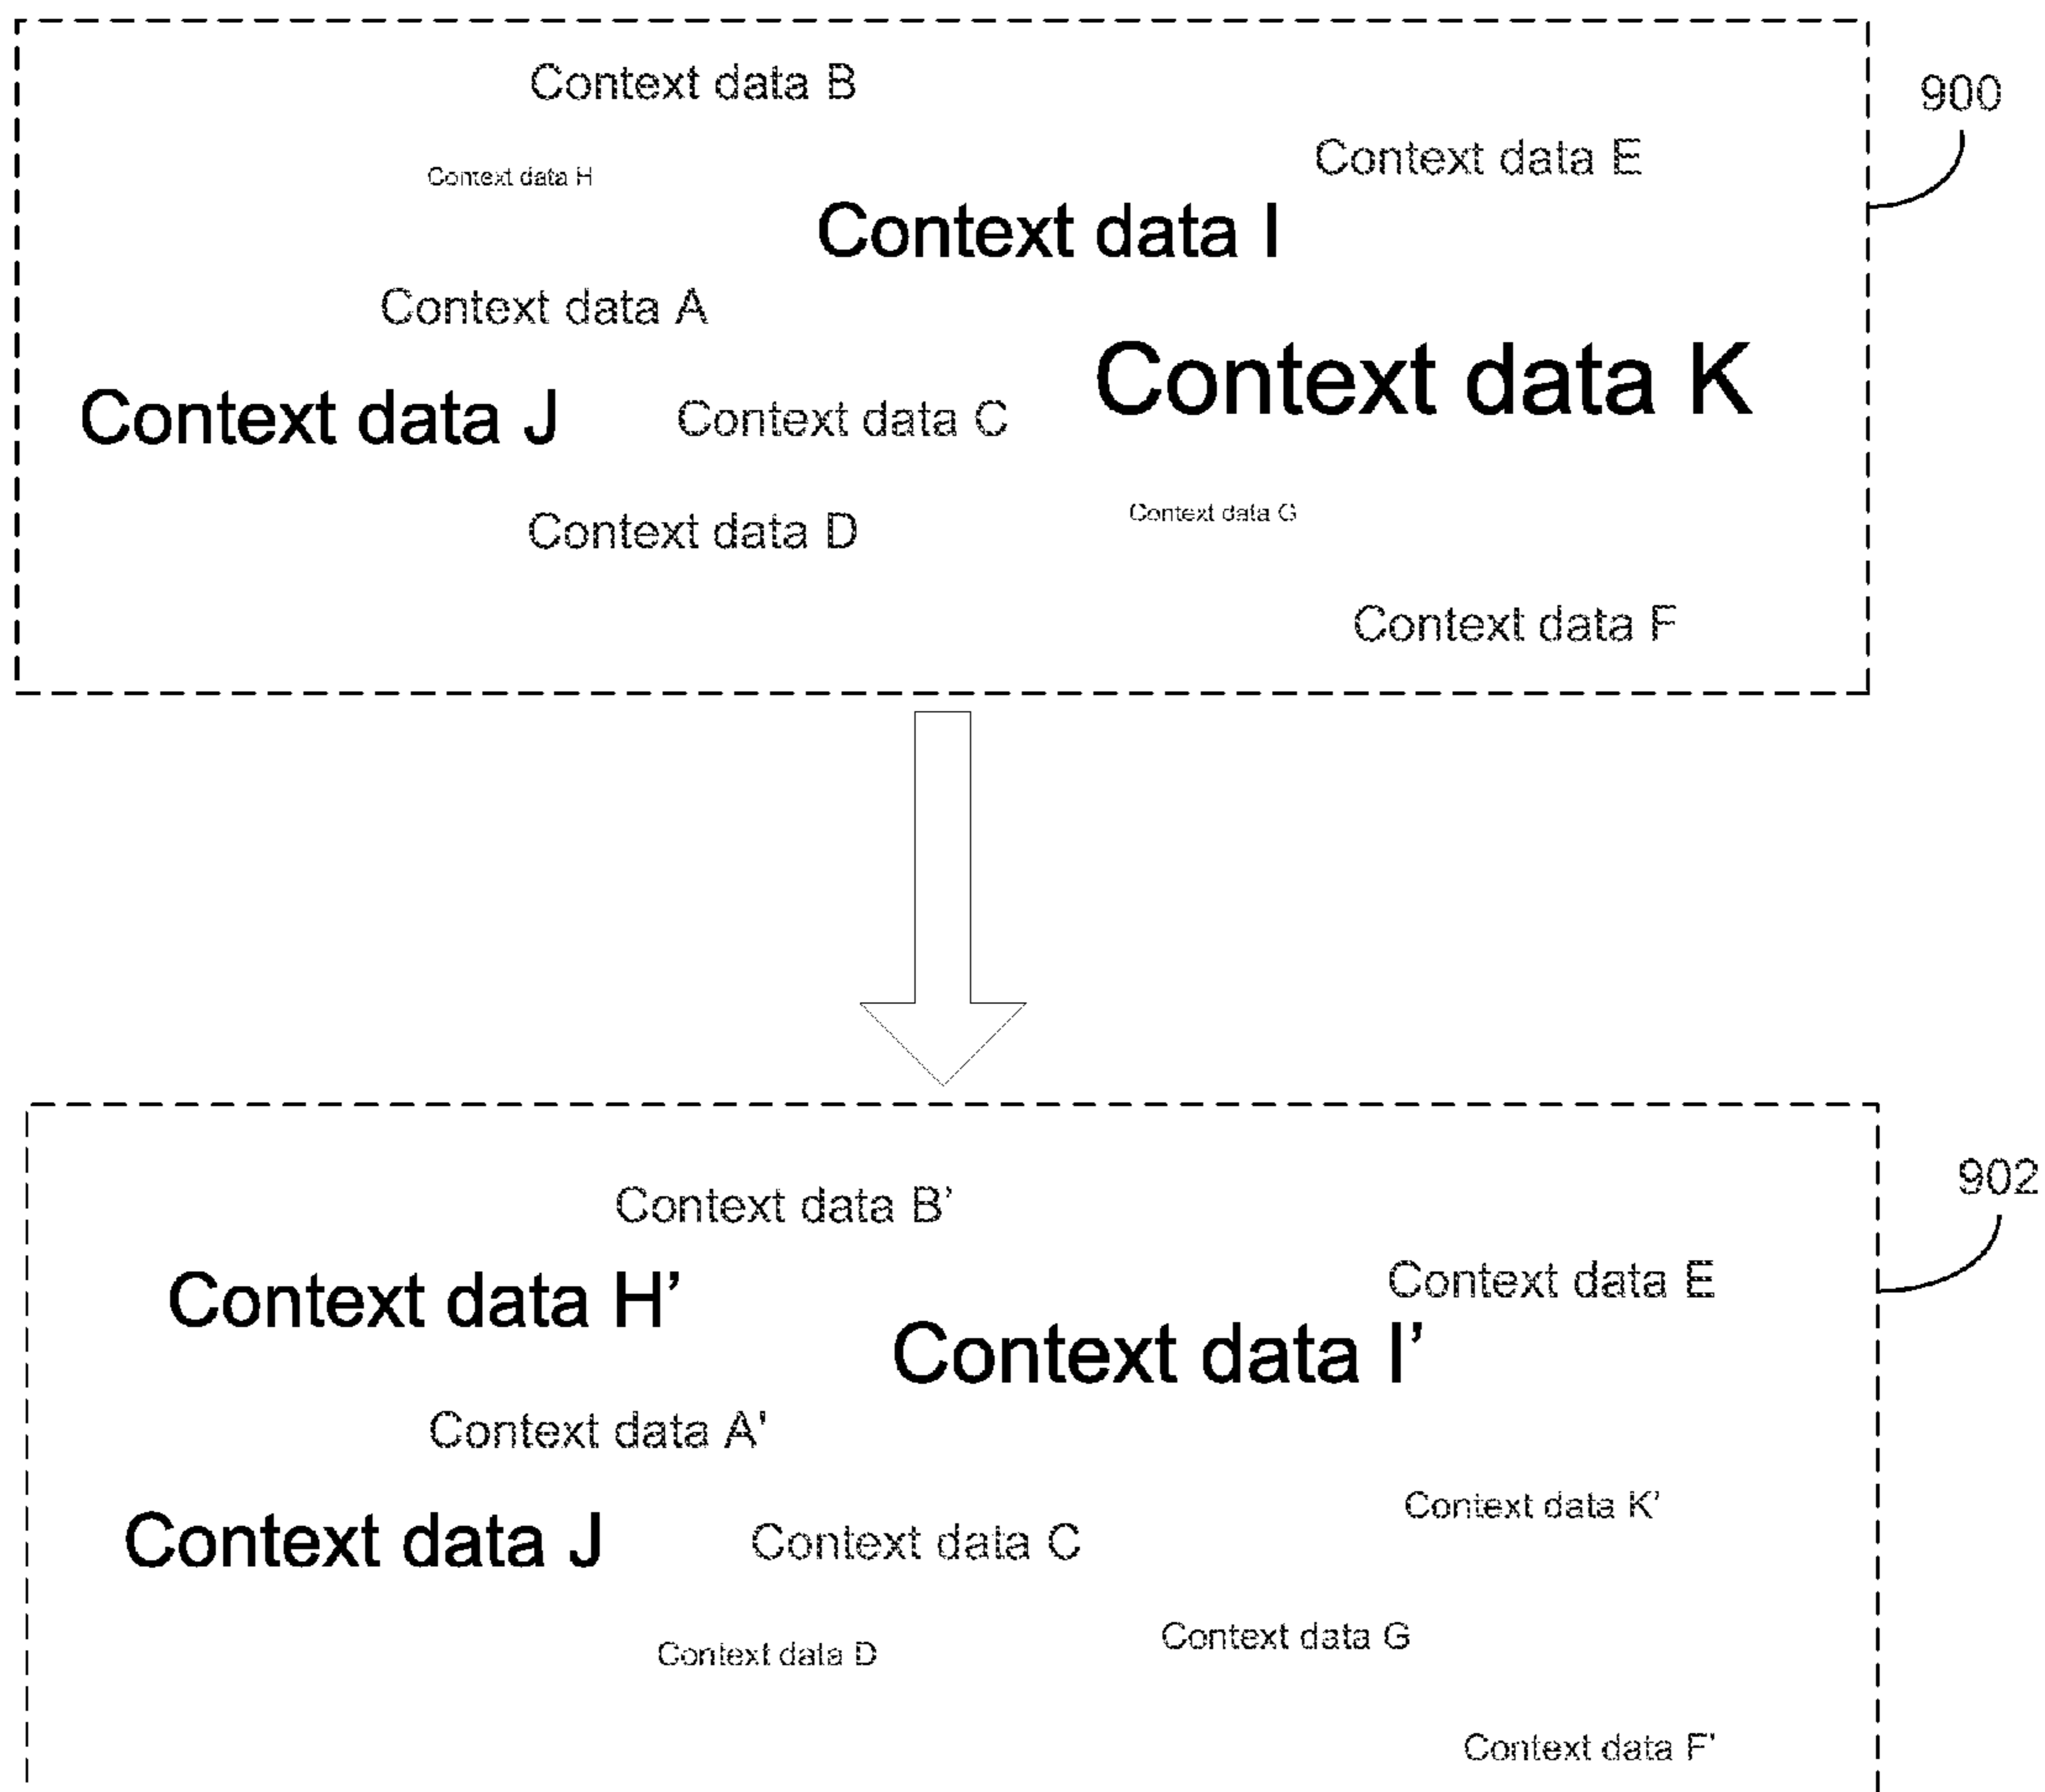 Context data B
900
Context data E
Context data H
Context data I
Context data A
Context data K
Context data J
Context data C
Context data G
Context data D
Context data F
902
Context data B’
Context data E
Context data H’
Context data I’
Context data A'
Context data K’
Context data J
Context data C
Context data G
Context data D
Context data F'